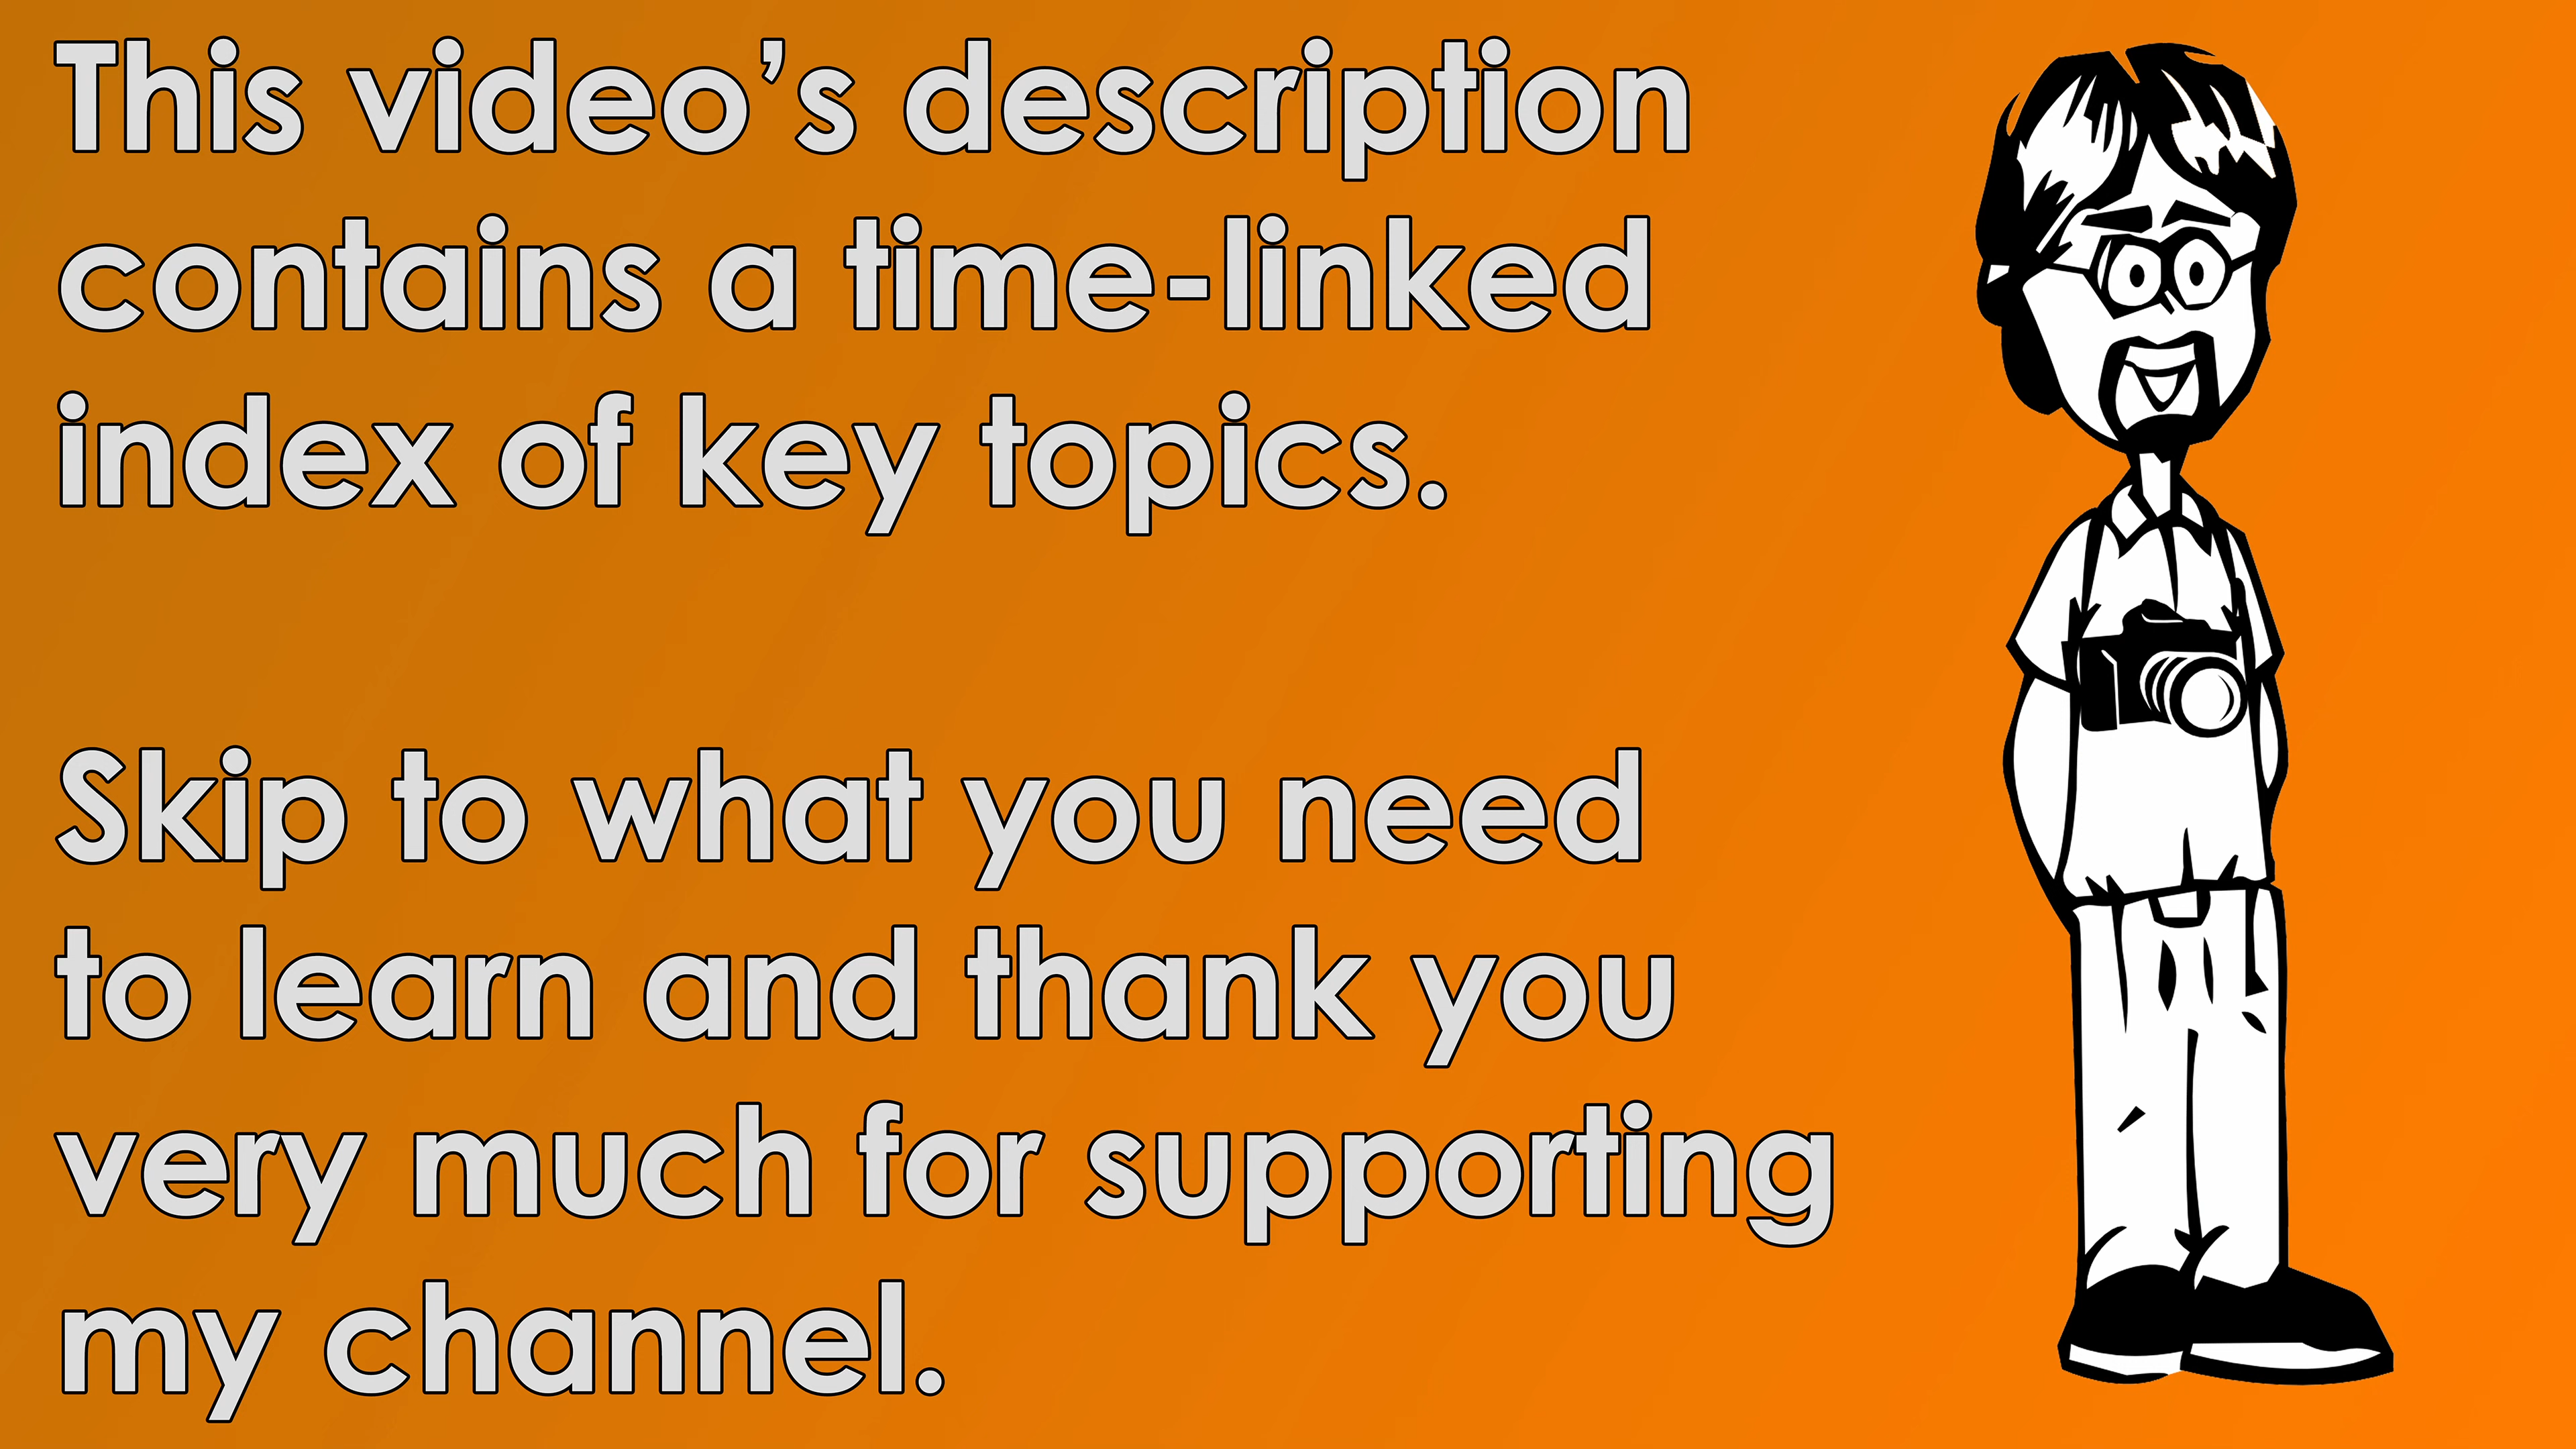 This video’s description
contains a time-linked
index of key topics.
Skip to what you need
to learn and thank you
very much for supporting
my channel.